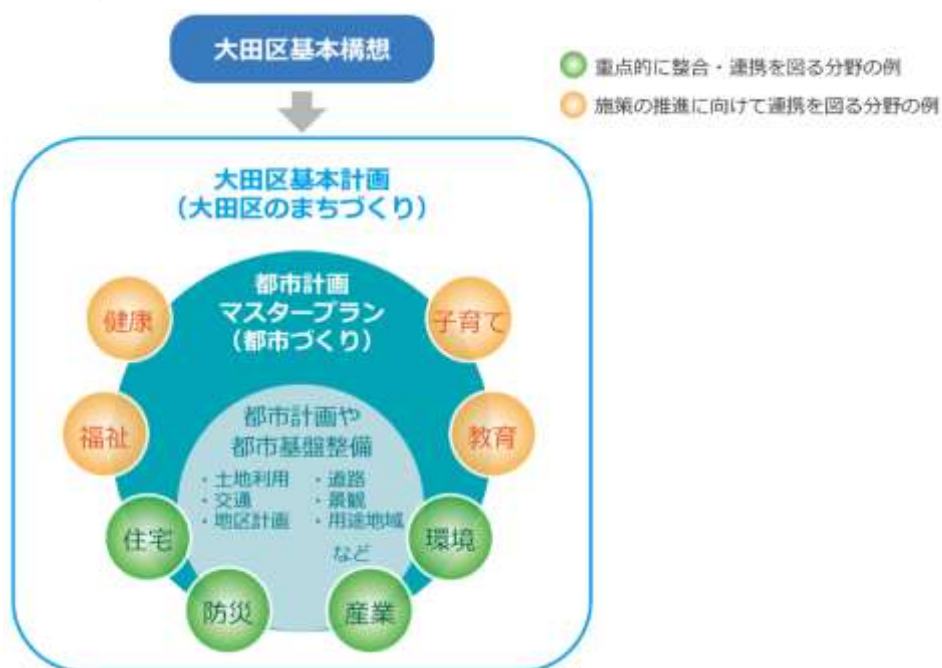 大田区基本構想
重点的に整合・連携を図る分野の例
施策の推進に向けて連携を図る分野の例
大田区基本計画
（大田区のまちづくり）
都市計画
マスタープラン
（都市づくり）
健康
子育て
福祉
教育
都市計画や
都市基盤整備
・土地利用 ・道路
・交通 ・景観
・地区計画 ・用途地域
など
住宅
環境
防災
産業